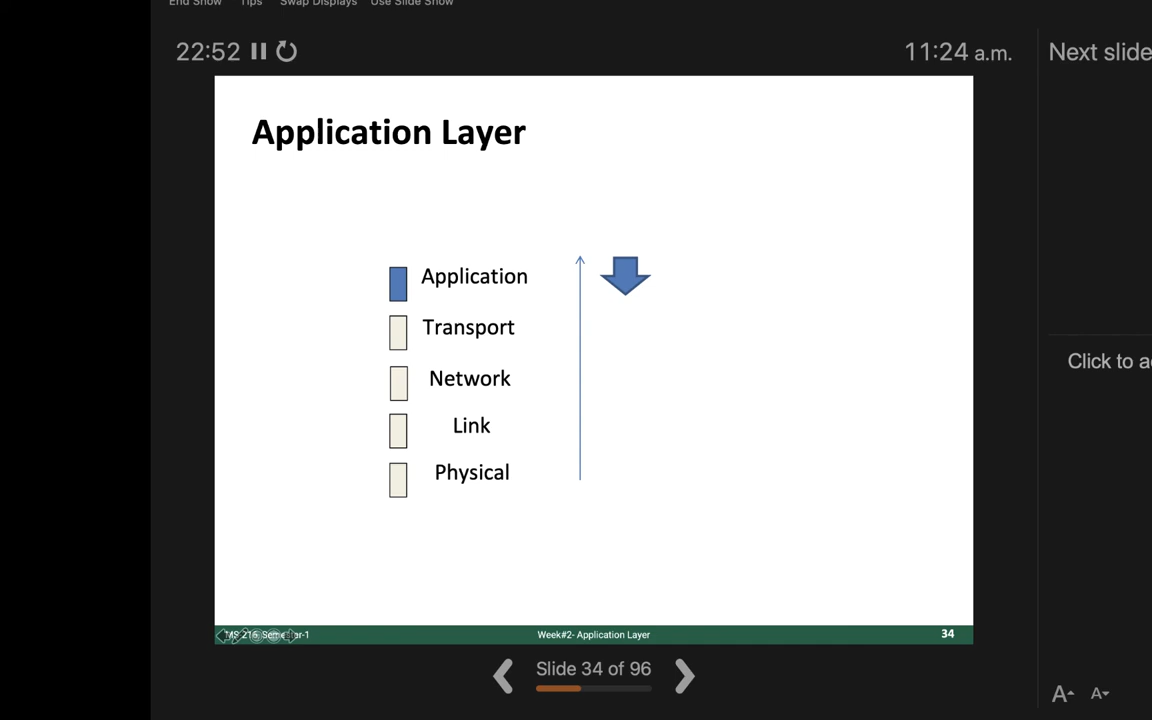 End Show Tips Swap Displays Use Slide Show
22:52
11:24 a.m.
Next slide
Application Layer
Application
Transport
Network
Link
Physical
Click to a
Week#2- Application Layer
34
Slide 34 of 96
A A